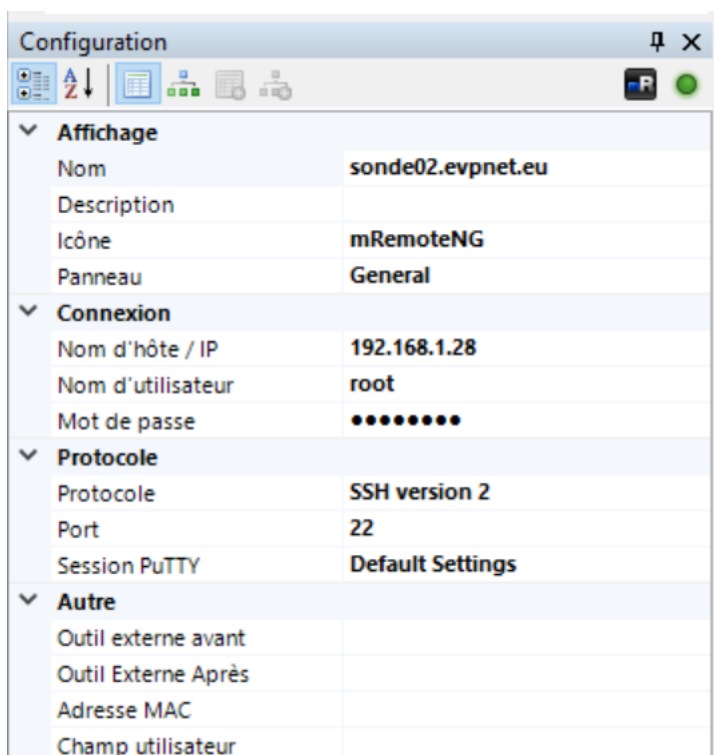 Configuration
Affichage
Nom sonde02.evpnet.eu
Description
Icône mRemoteNG
Panneau General
Connexion
Nom d'hôte / IP 192.168.1.28
Nom d'utilisateur root
Mot de passe ●●●●●●●●
Protocole
Protocole SSH version 2
Port 22
Session PuTTY Default Settings
Autre
Outil externe avant
Outil Externe Après
Adresse MAC
Champ utilisateur